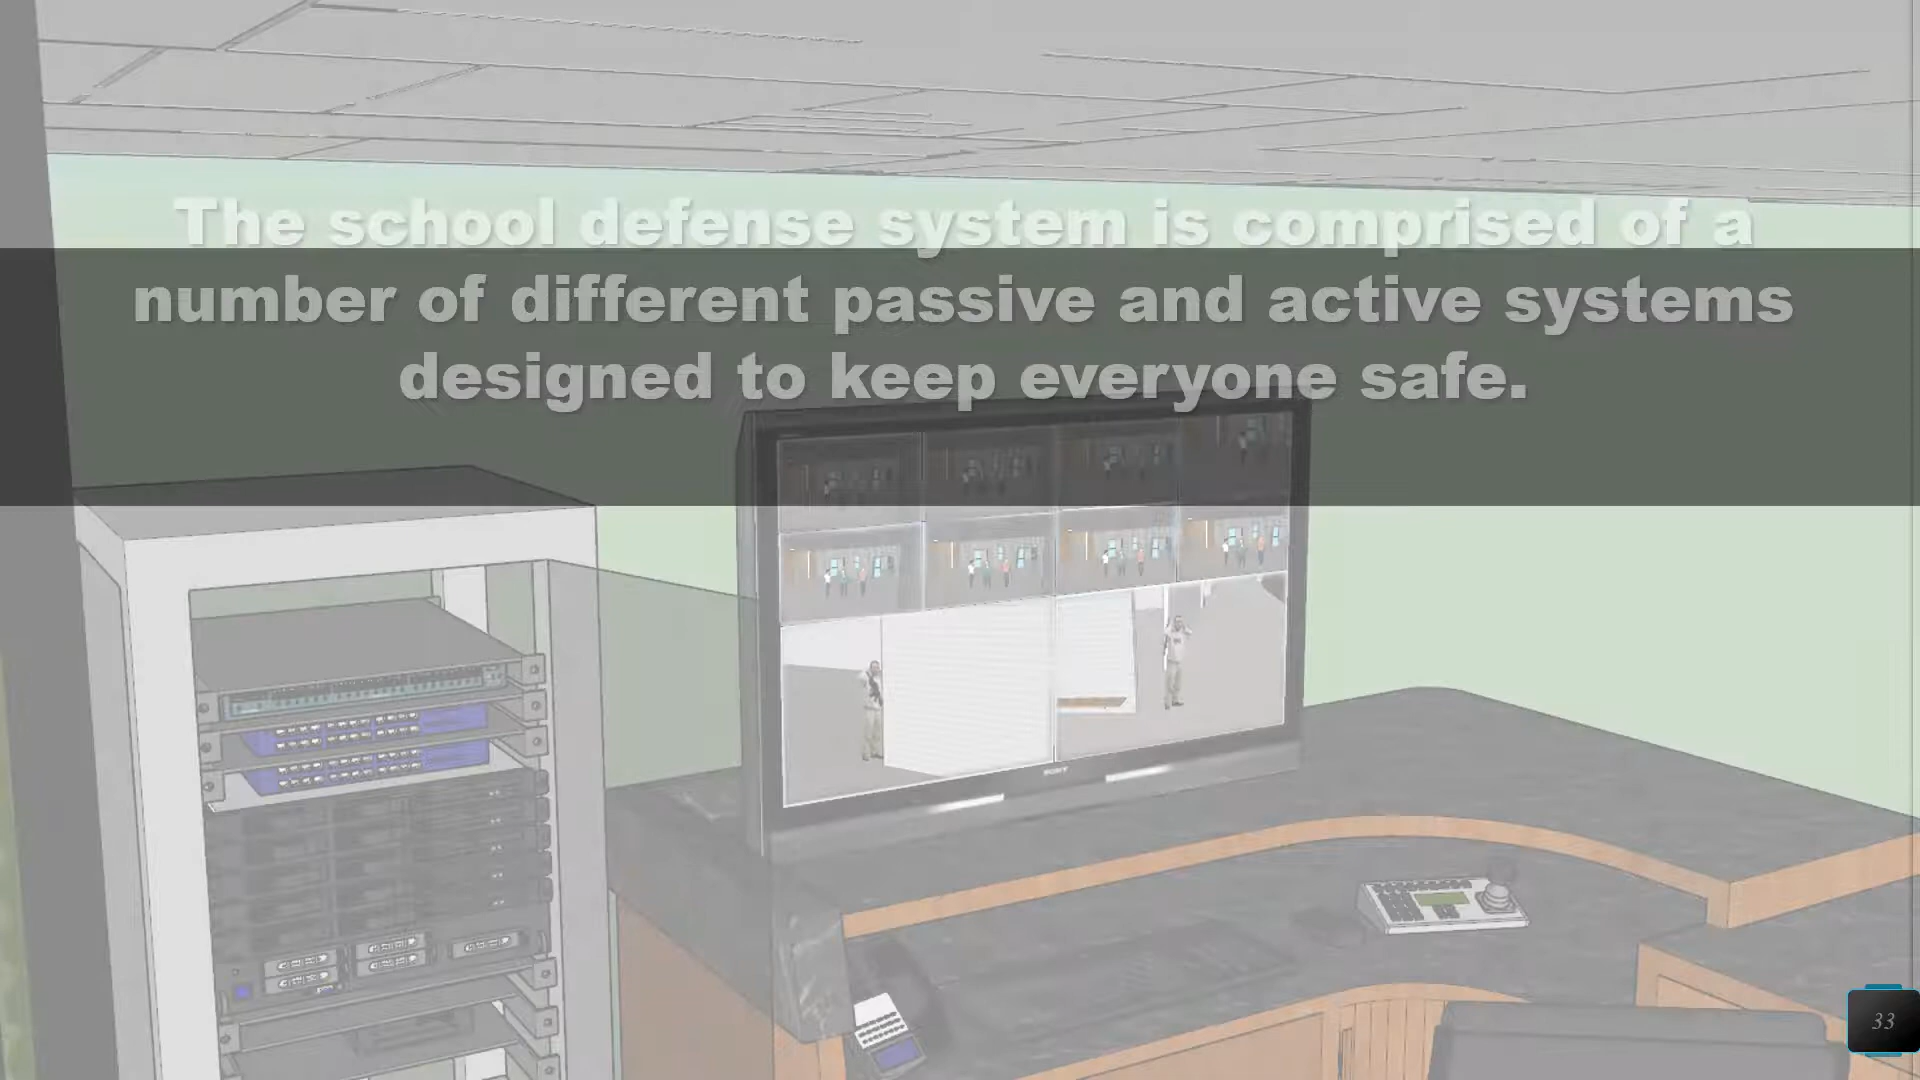 The school defense system is comprised of a
number of different passive and active systems
designed to keep everyone safe.
SONY
33